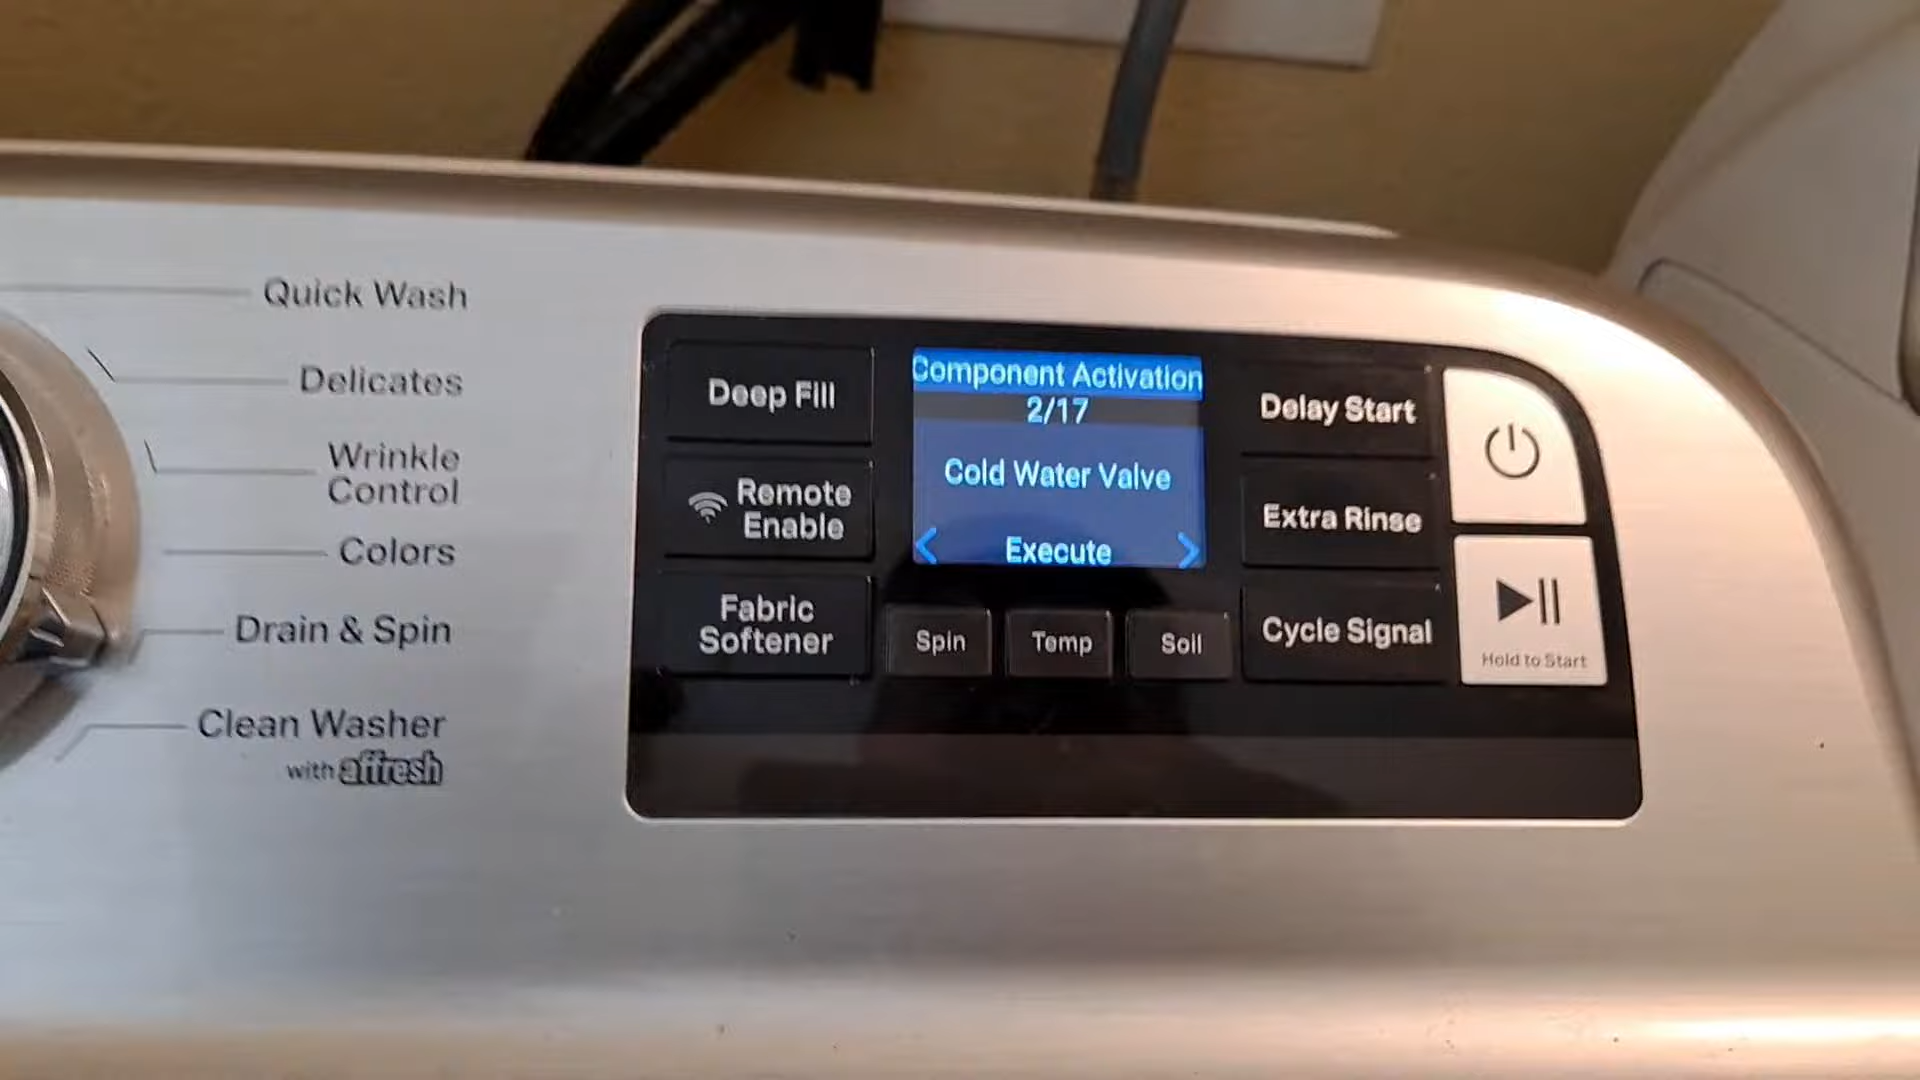 Quick Wash
Delicates
Wrinkle
Control
Colors
Drain & Spin
Clean Washer
with affresh
Deep Fill
Remote
Enable
Fabric
Softener
Component Activation
2/17
Cold Water Valve
< Execute >
Spin
Temp
Soil
Delay Start
Extra Rinse
Cycle Signal
Hold to Start